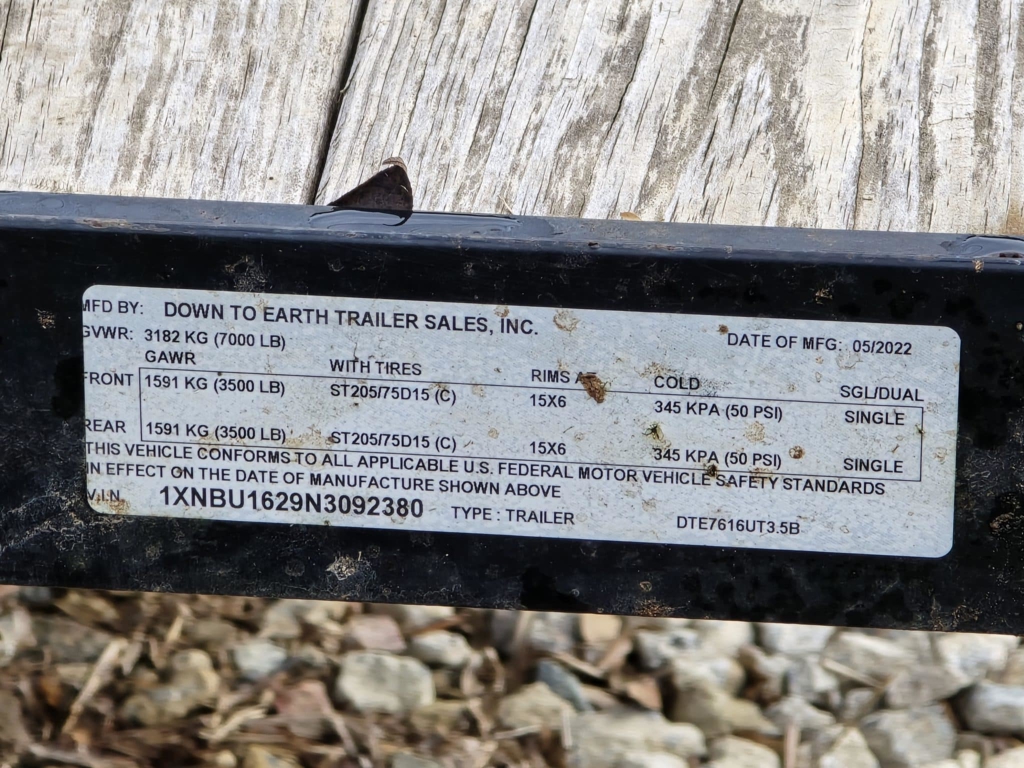 MFD BY: DOWN TO EARTH TRAILER SALES, INC. DATE OF MFG: 05/2022
GVWR: 3182 KG (7000 LB)
GAWR WITH TIRES RIMS COLD SGL/DUAL
FRONT 1591 KG (3500 LB) ST205/75D15 (C) 15X6 345 KPA (50 PSI) SINGLE
REAR 1591 KG (3500 LB) ST205/75D15 (C) 15X6 345 KPA (50 PSI) SINGLE
THIS VEHICLE CONFORMS TO ALL APPLICABLE U.S. FEDERAL MOTOR VEHICLE SAFETY STANDARDS
IN EFFECT ON THE DATE OF MANUFACTURE SHOWN ABOVE
V.I.N. 1XNBU1629N3092380 TYPE : TRAILER DTE7616UT3.5B